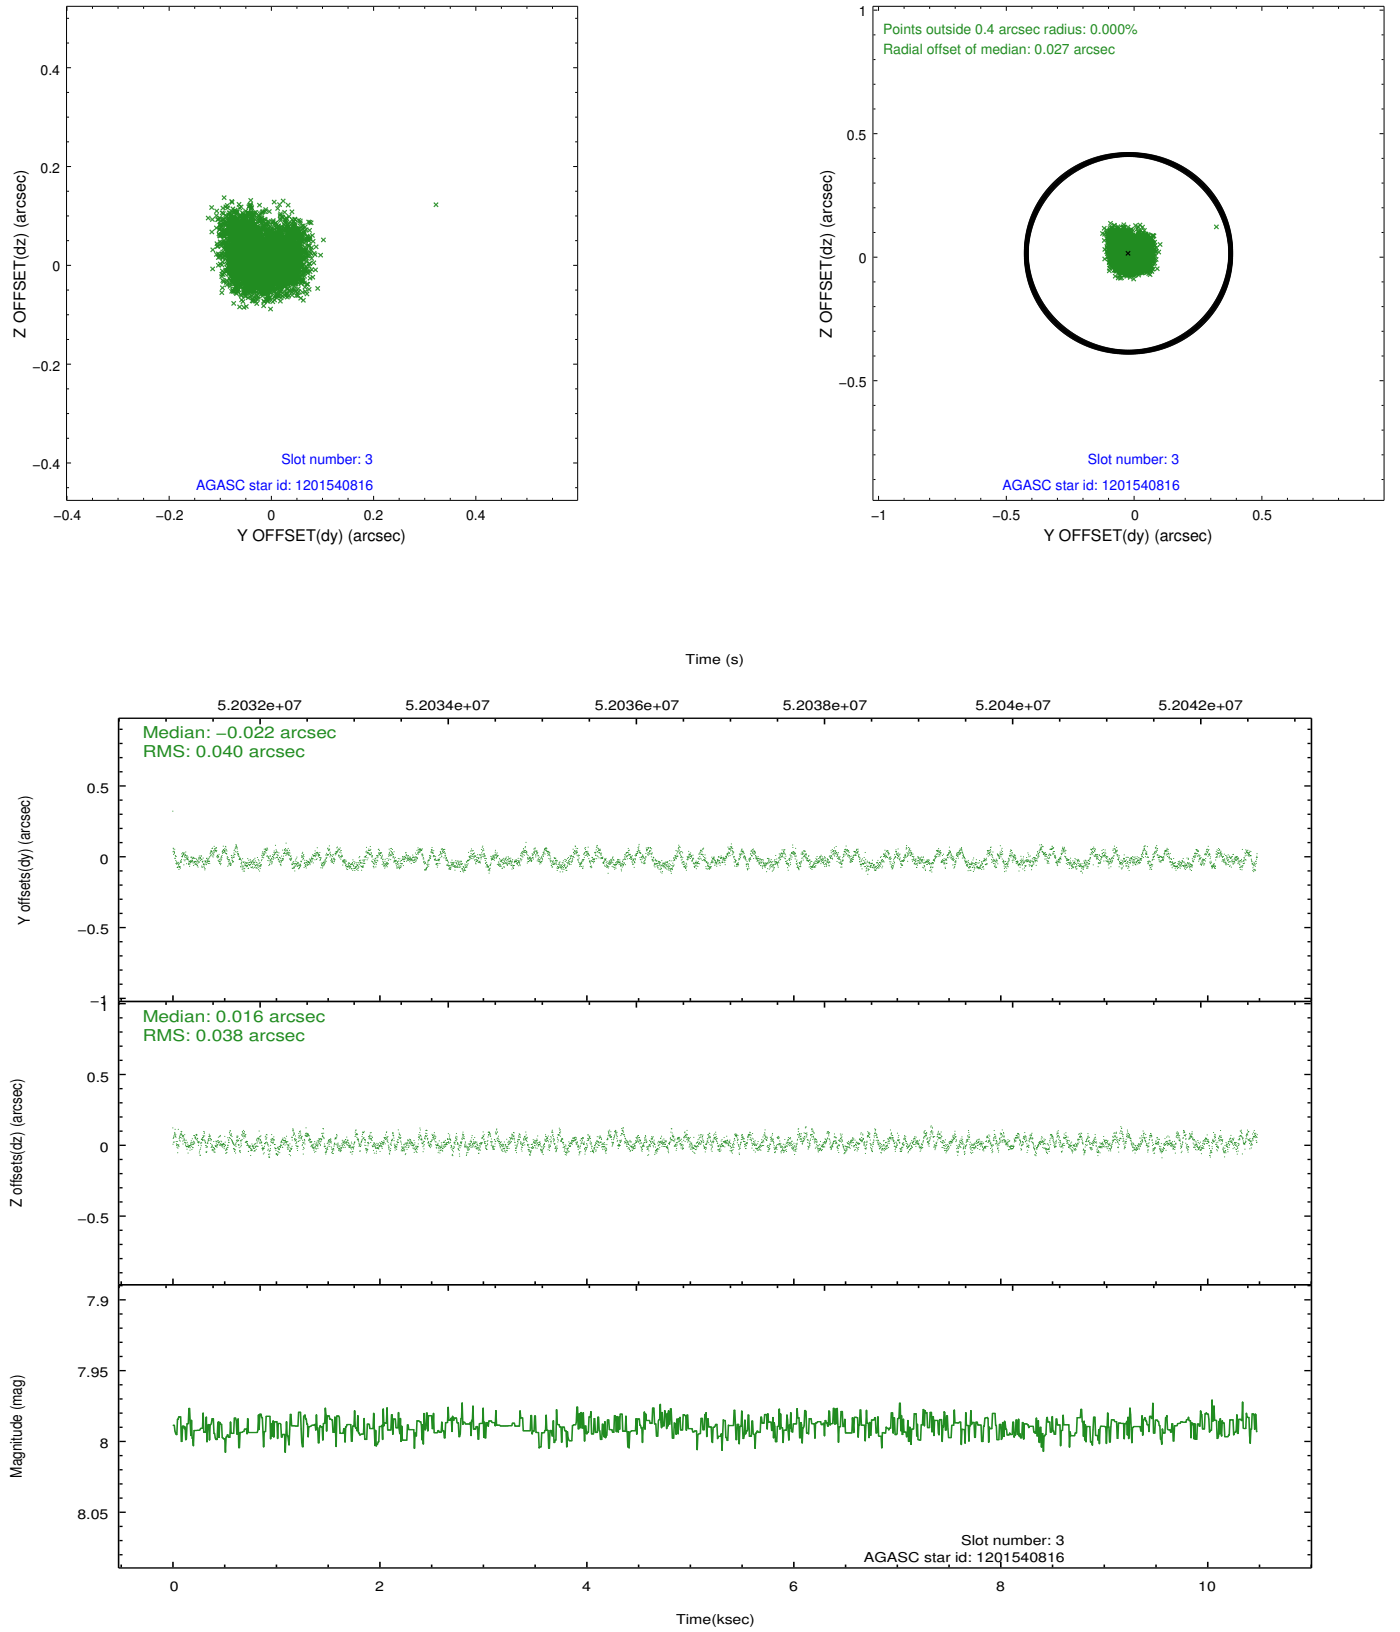 0.4
0.2
0
−0.2
−0.4
Z OFFSET(dz) (arcsec)
Slot number: 3
AGASC star id: 1201540816
−0.4 −0.2 0 0.2 0.4
Y OFFSET(dy) (arcsec)
1
0.5
0
−0.5
Z OFFSET(dz) (arcsec)
Points outside 0.4 arcsec radius: 0.000%
Radial offset of median: 0.027 arcsec
Slot number: 3
AGASC star id: 1201540816
−1 −0.5 0 0.5
Y OFFSET(dy) (arcsec)
Time (s)
5.2032e+07 5.2034e+07 5.2036e+07 5.2038e+07 5.204e+07 5.2042e+07
Median: −0.022 arcsec
RMS: 0.040 arcsec
0.5
0
−0.5
−1
Y offsets(dy) (arcsec)
1
Median: 0.016 arcsec
RMS: 0.038 arcsec
0.5
0
−0.5
Z offsets(dz) (arcsec)
7.9
7.95
8
8.05
Magnitude (mag)
Slot number: 3
AGASC star id: 1201540816
0 2 4 6 8 10
Time(ksec)